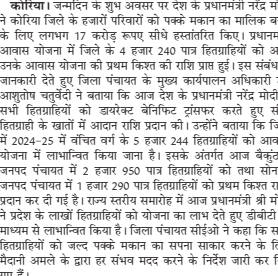 कोरिया। जन्मदिन के शुभ अवसर पर देश के प्रधानमंत्री नरेंद्र मो
ने कोरिया जिले के हजारों परिवारों को पक्के मकान का मालिक ब
के लिए लगभग 17 करोड़ रूपए सीधे हस्तांतरित किए। प्रधानम
आवास योजना में जिले के 4 हजार 240 पात्र हितग्राहियों को अ
उनके आवास योजना की प्रथम किश्त की राशि प्राप्त हुई। इस संबंध
जानकारी देते हुए जिला पंचायत के मुख्य कार्यपालन अधिकारी
आशुतोष चतुर्वेदी ने बताया कि आज देश के प्रधानमंत्री नरेंद्र मोदी
सभी हितग्राहियों को डायरेक्ट बेनिफिट ट्रांसफर करते हुए सं
हितग्राही के खातों में आदान राशि प्रदान की। उन्होंने बताया कि जि
में 2024-25 में वंचित वर्ग के 5 हजार 244 हितग्राहियों को आव
योजना में लाभान्वित किया जाना है। इसके अंतर्गत आज बैकुंठ
जनपद पंचायत में 2 हजार 950 पात्र हितग्राहियों को तथा सोन
जनपद पंचायत में 1 हजार 290 पात्र हितग्राहियों को प्रथम किश्त रा
प्रदान कर दी गई है। राज्य स्तरीय समारोह में आज प्रधानमंत्री श्री मो
ने प्रदेश के लाखों हितग्राहियों को योजना का लाभ देते हुए डीबीटी
माध्यम से लाभान्वित किया है। जिला पंचायत सीईओ ने कहा कि स
हितग्राहियों को जल्द पक्के मकान का सपना साकार करने के लि
मैदानी अमले के द्वारा हर संभव मदद करने के निर्देश जारी कर दि